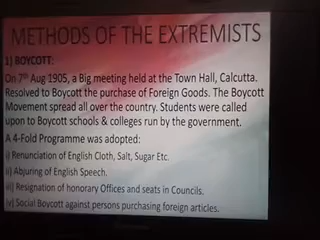 METHODS OF THE EXTREMISTS
1) BOYCOTT:
On 7th Aug 1905, a Big meeting held at the Town Hall, Calcutta.
Resolved to Boycott the purchase of Foreign Goods. The Boycott
Movement spread all over the country. Students were called
upon to Boycott schools & colleges run by the government.
A 4-Fold Programme was adopted:
i) Renunciation of English Cloth, Salt, Sugar Etc.
ii) Abjuring of English Speech.
iii) Resignation of honorary Offices and seats in Councils.
iv) Social Boycott against persons purchasing foreign articles.